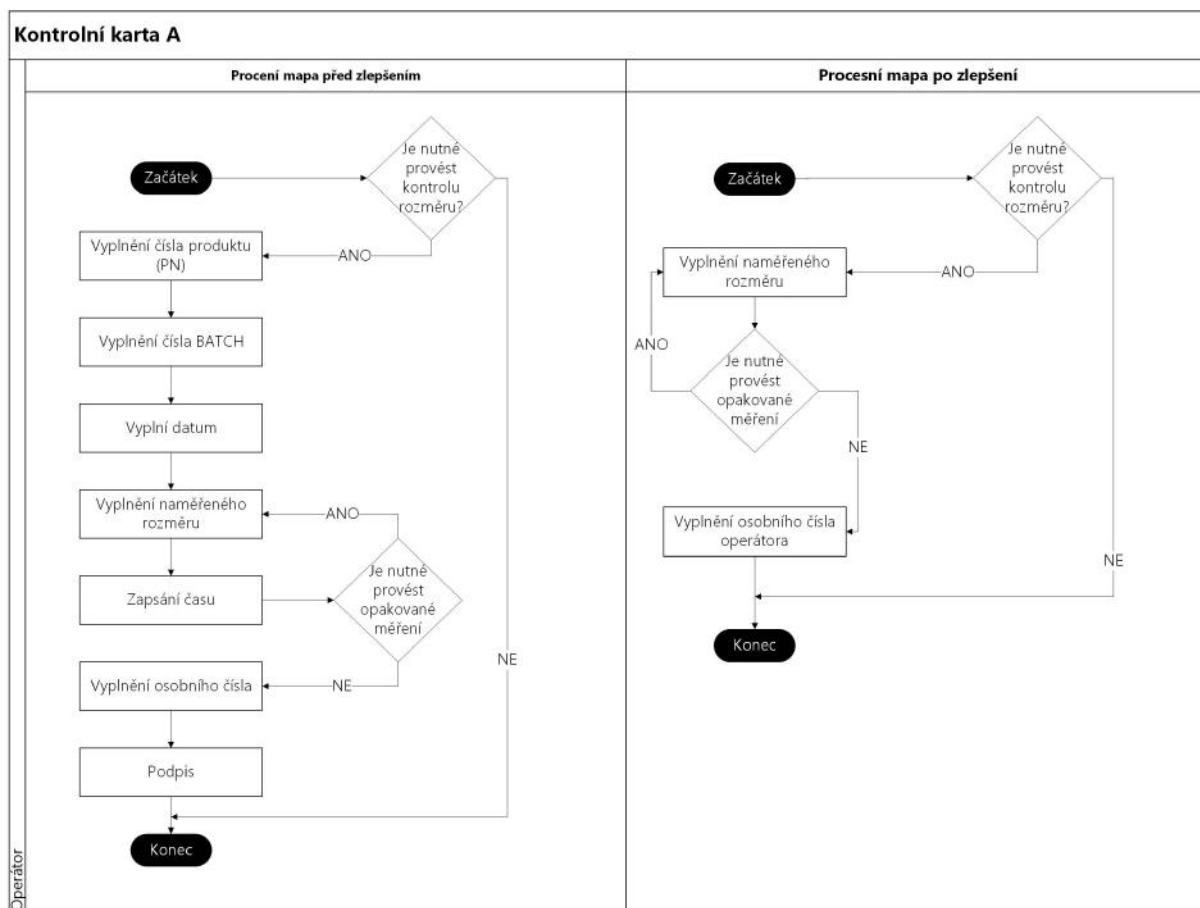 Kontrolní karta A
Procení mapa před zlepšením
Začátek
Je nutné
provést
kontrolu
rozměru?
ANO
Vyplnění čísla produktu
(PN)
Vyplnění čísla BATCH
Vyplní datum
Vyplnění naměřeného
rozměru
ANO
Zapsání času
Je nutné
provést
opakované
měření
NE
Vyplnění osobního čísla
NE
Podpis
Konec
Operátor
Procesní mapa po zlepšení
Začátek
Je nutné
provést
kontrolu
rozměru?
ANO
Vyplnění naměřeného
rozměru
ANO
Je nutné
provést
opakované
měření
NE
Vyplnění osobního čísla
operátora
NE
Konec